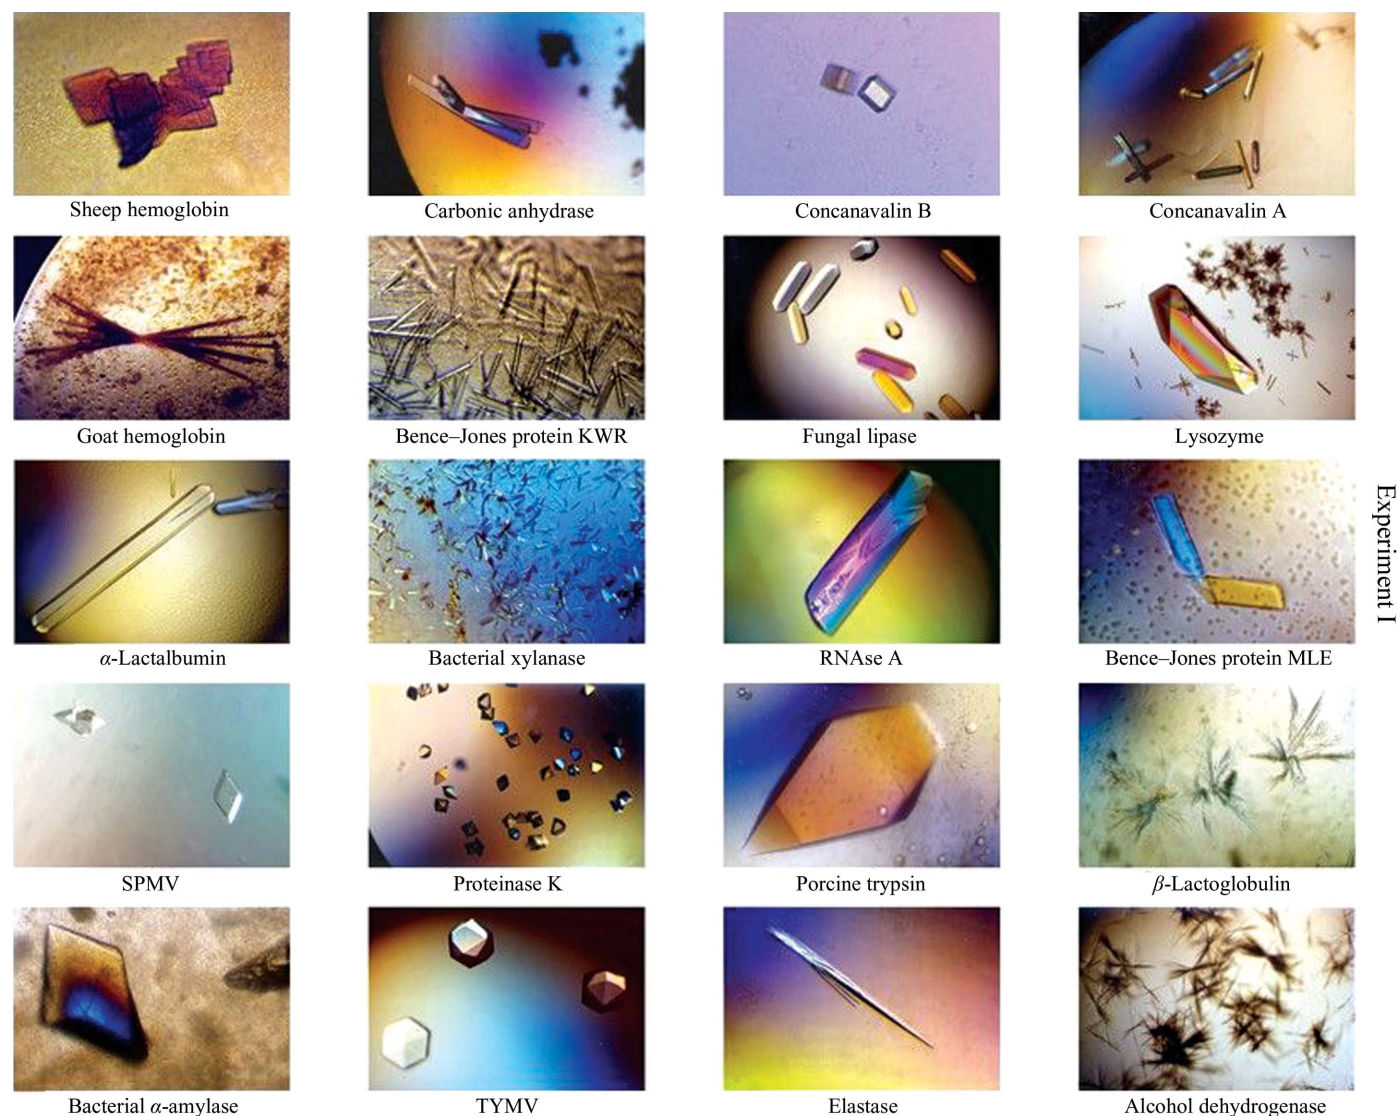 Sheep hemoglobin
Carbonic anhydrase
Concanavalin B
Concanavalin A
Goat hemoglobin
Bence–Jones protein KWR
Fungal lipase
Lysozyme
α-Lactalbumin
Bacterial xylanase
RNAse A
Bence–Jones protein MLE
SPMV
Proteinase K
Porcine trypsin
β-Lactoglobulin
Bacterial α-amylase
TYMV
Elastase
Alcohol dehydrogenase
Experiment I